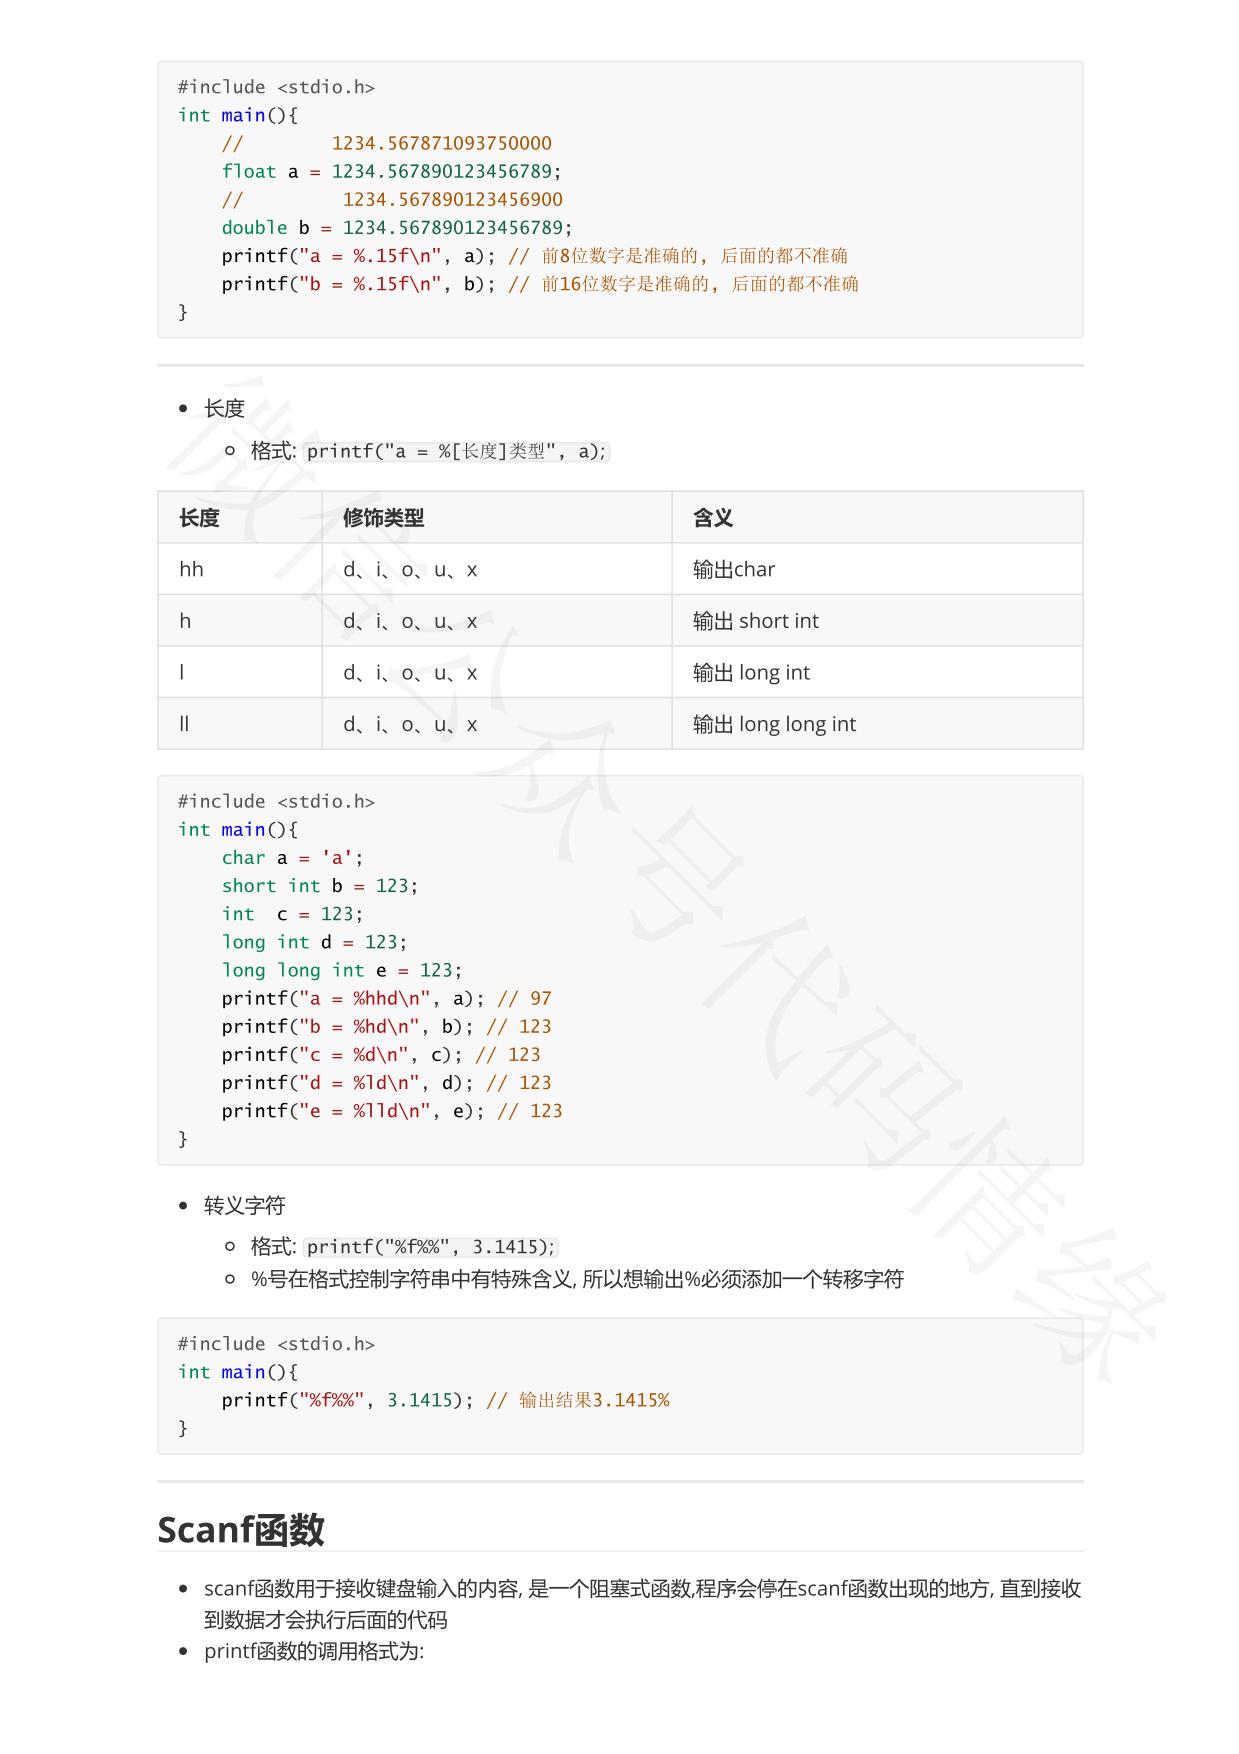 #include <stdio.h>
int main(){
    //        1234.567871093750000
    float a = 1234.567890123456789;
    //         1234.567890123456900
    double b = 1234.567890123456789;
    printf("a = %.15f\n", a); // 前8位数字是准确的, 后面的都不准确
    printf("b = %.15f\n", b); // 前16位数字是准确的, 后面的都不准确
}
长度
格式: printf("a = %[长度]类型", a);
长度 修饰类型 含义
hh d、i、o、u、x 输出char
h d、i、o、u、x 输出 short int
l d、i、o、u、x 输出 long int
ll d、i、o、u、x 输出 long long int
#include <stdio.h>
int main(){
    char a = 'a';
    short int b = 123;
    int  c = 123;
    long int d = 123;
    long long int e = 123;
    printf("a = %hhd\n", a); // 97
    printf("b = %hd\n", b); // 123
    printf("c = %d\n", c); // 123
    printf("d = %ld\n", d); // 123
    printf("e = %lld\n", e); // 123
}
转义字符
格式: printf("%f%%", 3.1415);
%号在格式控制字符串中有特殊含义, 所以想输出%必须添加一个转移字符
#include <stdio.h>
int main(){
    printf("%f%%", 3.1415); // 输出结果3.1415%
}
Scanf函数
scanf函数用于接收键盘输入的内容, 是一个阻塞式函数,程序会停在scanf函数出现的地方, 直到接收
到数据才会执行后面的代码
printf函数的调用格式为:
微信公众号代码情缘